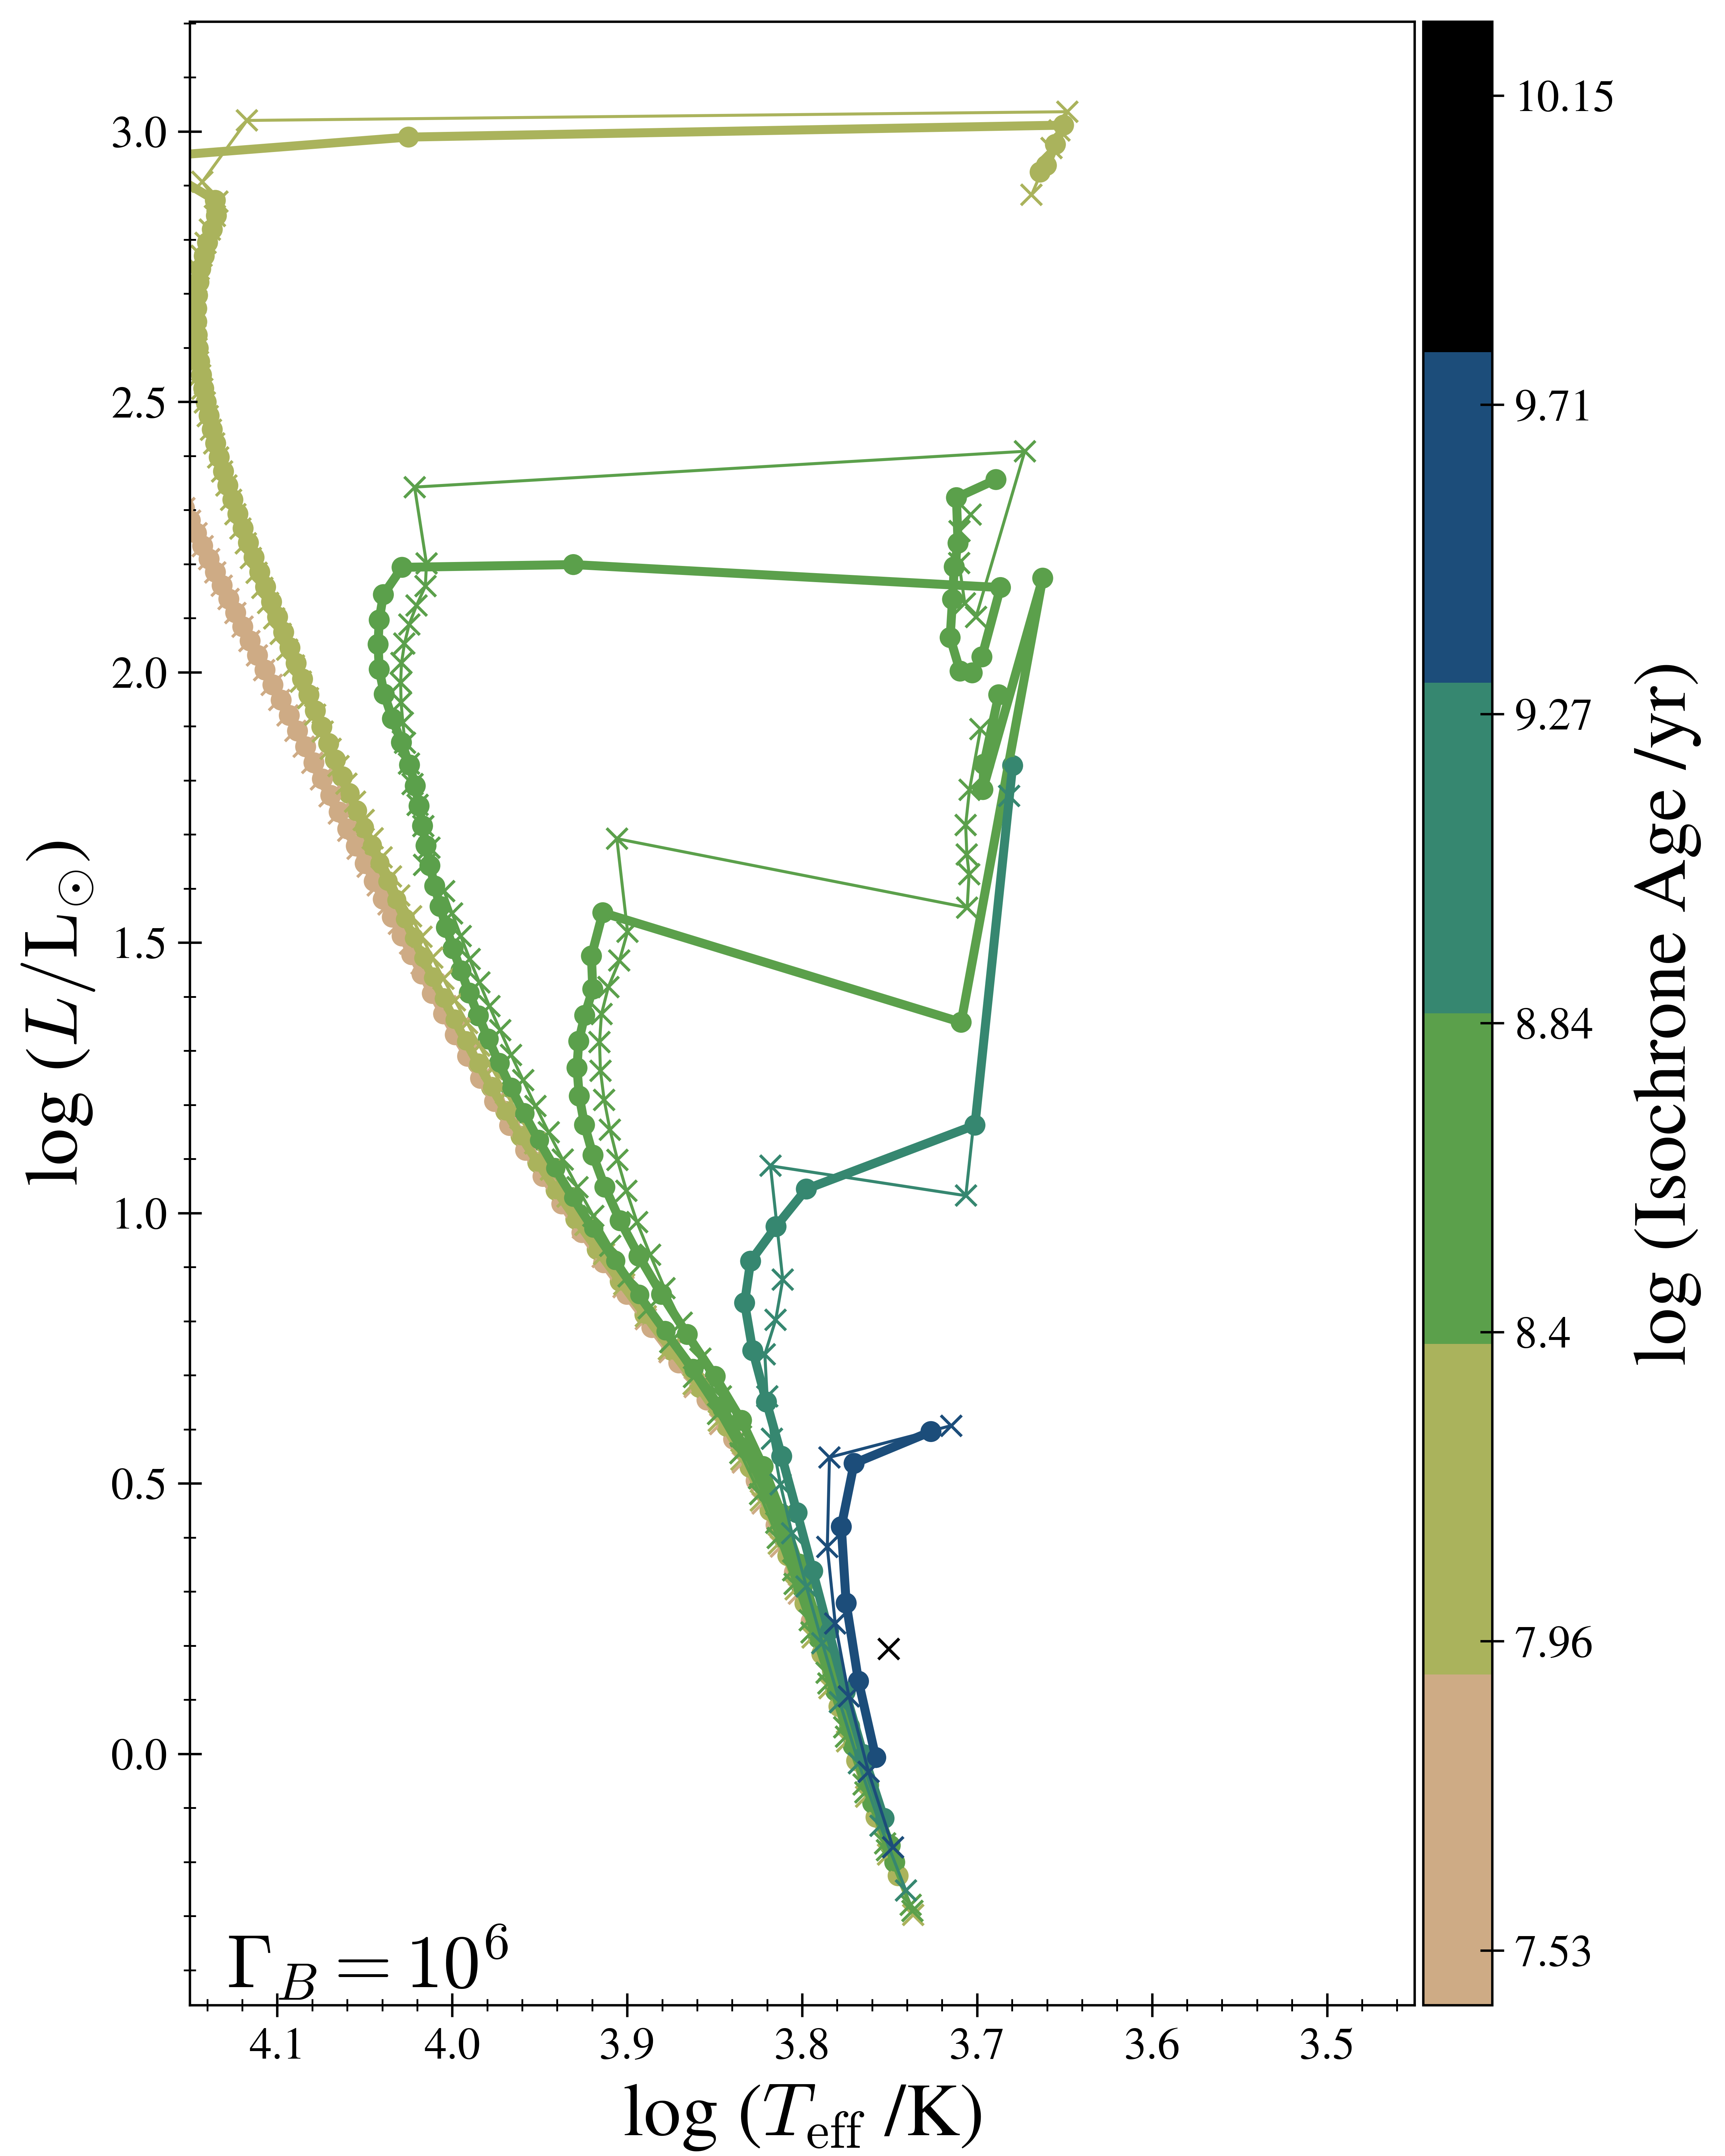 3.0
2.5
2.0
1.5
1.0
0.5
0.0
log (L/L⊙)
Γ_B = 10⁶
4.1 4.0 3.9 3.8 3.7 3.6 3.5
log (T_eff /K)
10.15
9.71
9.27
8.84
8.4
7.96
7.53
log (Isochrone Age /yr)